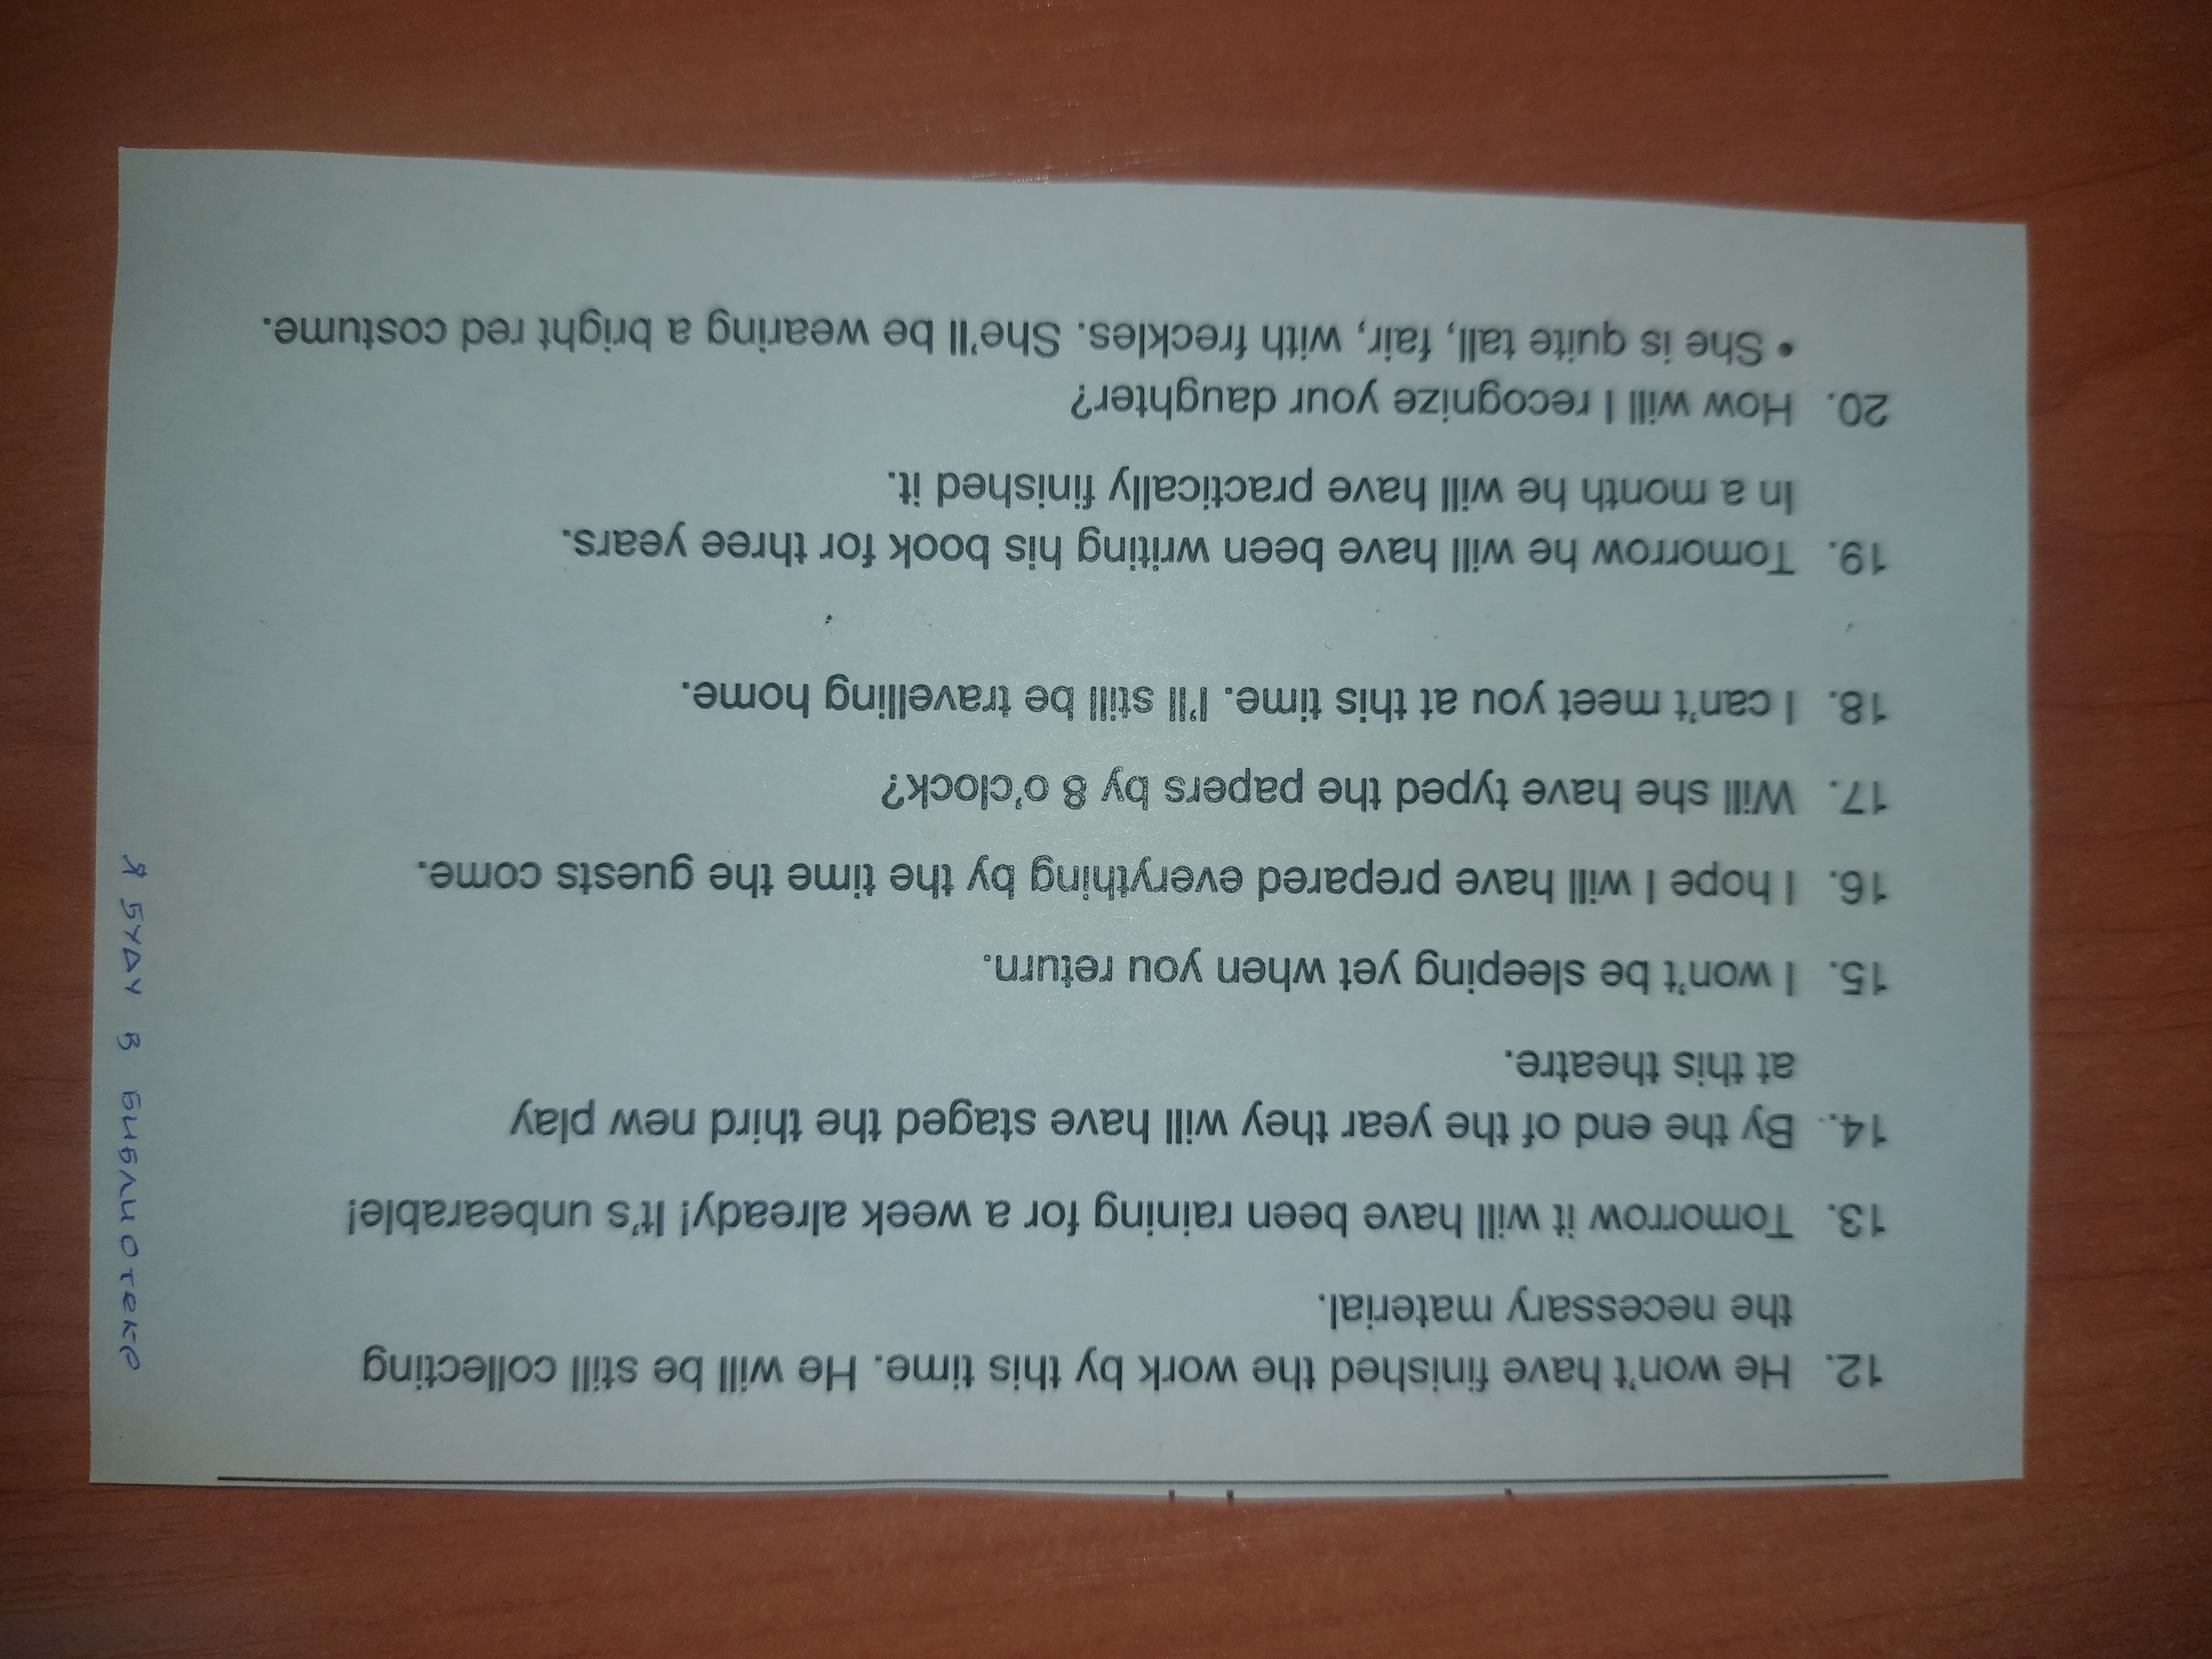 12. He won't have finished the work by this time. He will be still collecting
the necessary material.
13. Tomorrow it will have been raining for a week already! It's unbearable!
14. By the end of the year they will have staged the third new play
at this theatre.
15. I won't be sleeping yet when you return.
16. I hope I will have prepared everything by the time the guests come.
17. Will she have typed the papers by 8 o'clock?
18. I can't meet you at this time. I'll still be travelling home.
19. Tomorrow he will have been writing his book for three years.
In a month he will have practically finished it.
20. How will I recognize your daughter?
• She is quite tall, fair, with freckles. She'll be wearing a bright red costume.
Я БУДУ В БИБЛИОТЕКЕ